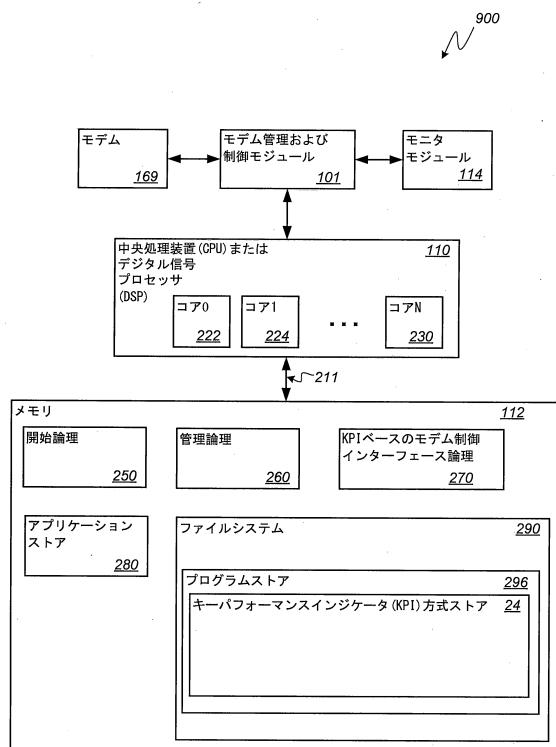 900
モデム
169
モデム管理および
制御モジュール
101
モニタ
モジュール
114
中央処理装置(CPU)または
デジタル信号
プロセッサ
(DSP)
110
コア0
222
コア1
224
...
コアN
230
211
メモリ
112
開始論理
250
管理論理
260
KPIベースのモデム制御
インターフェース論理
270
アプリケーション
ストア
280
ファイルシステム
290
プログラムストア
296
キーパフォーマンスインジケータ(KPI)方式ストア
24